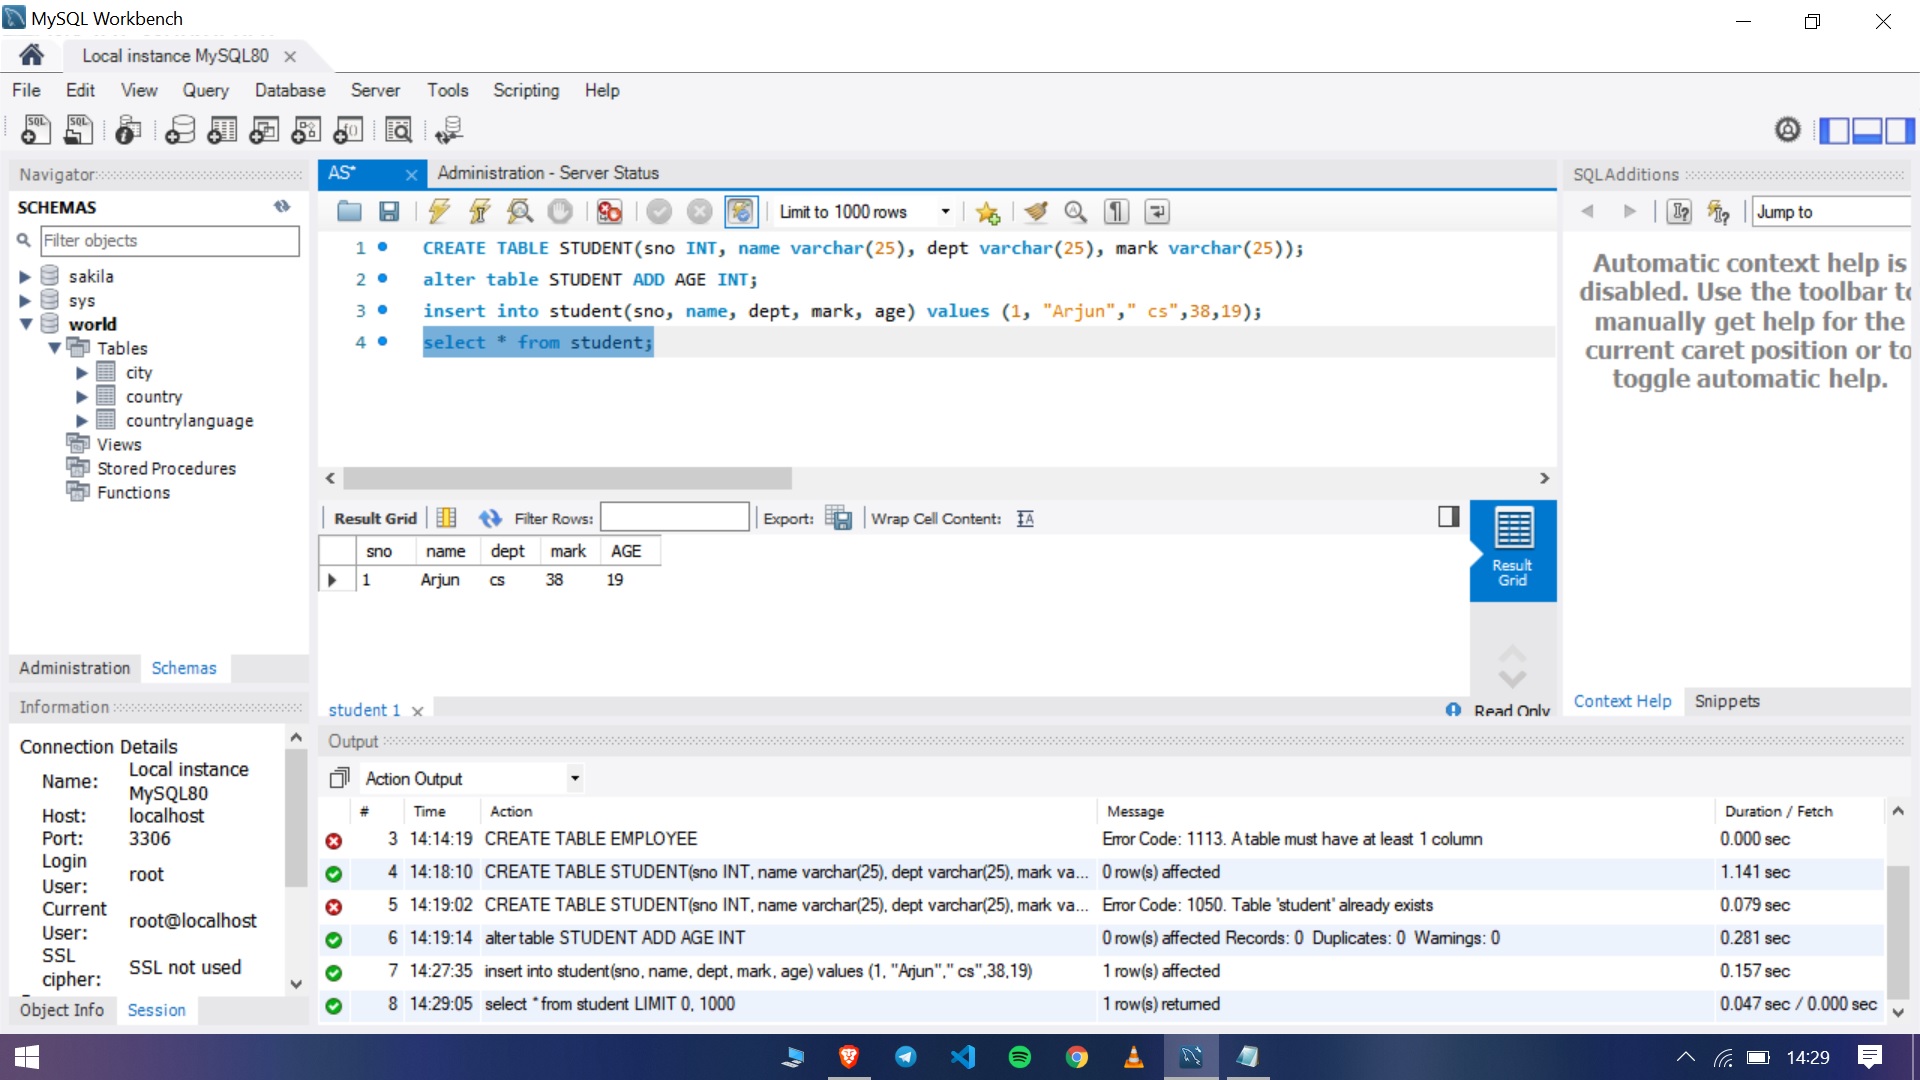 MySQL Workbench
Local instance MySQL80
File Edit View Query Database Server Tools Scripting Help
Navigator
SCHEMAS
Filter objects
sakila
sys
world
Tables
city
country
countrylanguage
Views
Stored Procedures
Functions
Administration Schemas
Information
Connection Details
Name: Local instance MySQL80
Host: localhost
Port: 3306
Login User: root
Current User: root@localhost
SSL cipher: SSL not used
Object Info Session
AS* Administration - Server Status
Limit to 1000 rows
1 CREATE TABLE STUDENT(sno INT, name varchar(25), dept varchar(25), mark varchar(25));
2 alter table STUDENT ADD AGE INT;
3 insert into student(sno, name, dept, mark, age) values (1, "Arjun"," cs",38,19);
4 select * from student;
Result Grid Filter Rows: Export: Wrap Cell Content:
sno name dept mark AGE
1 Arjun cs 38 19
Result Grid
student 1
Read Only
SQLAdditions
Jump to
Automatic context help is
disabled. Use the toolbar to
manually get help for the
current caret position or to
toggle automatic help.
Context Help Snippets
Output
Action Output
# Time Action Message Duration / Fetch
3 14:14:19 CREATE TABLE EMPLOYEE Error Code: 1113. A table must have at least 1 column 0.000 sec
4 14:18:10 CREATE TABLE STUDENT(sno INT, name varchar(25), dept varchar(25), mark va... 0 row(s) affected 1.141 sec
5 14:19:02 CREATE TABLE STUDENT(sno INT, name varchar(25), dept varchar(25), mark va... Error Code: 1050. Table 'student' already exists 0.079 sec
6 14:19:14 alter table STUDENT ADD AGE INT 0 row(s) affected Records: 0 Duplicates: 0 Warnings: 0 0.281 sec
7 14:27:35 insert into student(sno, name, dept, mark, age) values (1, "Arjun"," cs",38,19) 1 row(s) affected 0.157 sec
8 14:29:05 select * from student LIMIT 0, 1000 1 row(s) returned 0.047 sec / 0.000 sec
14:29